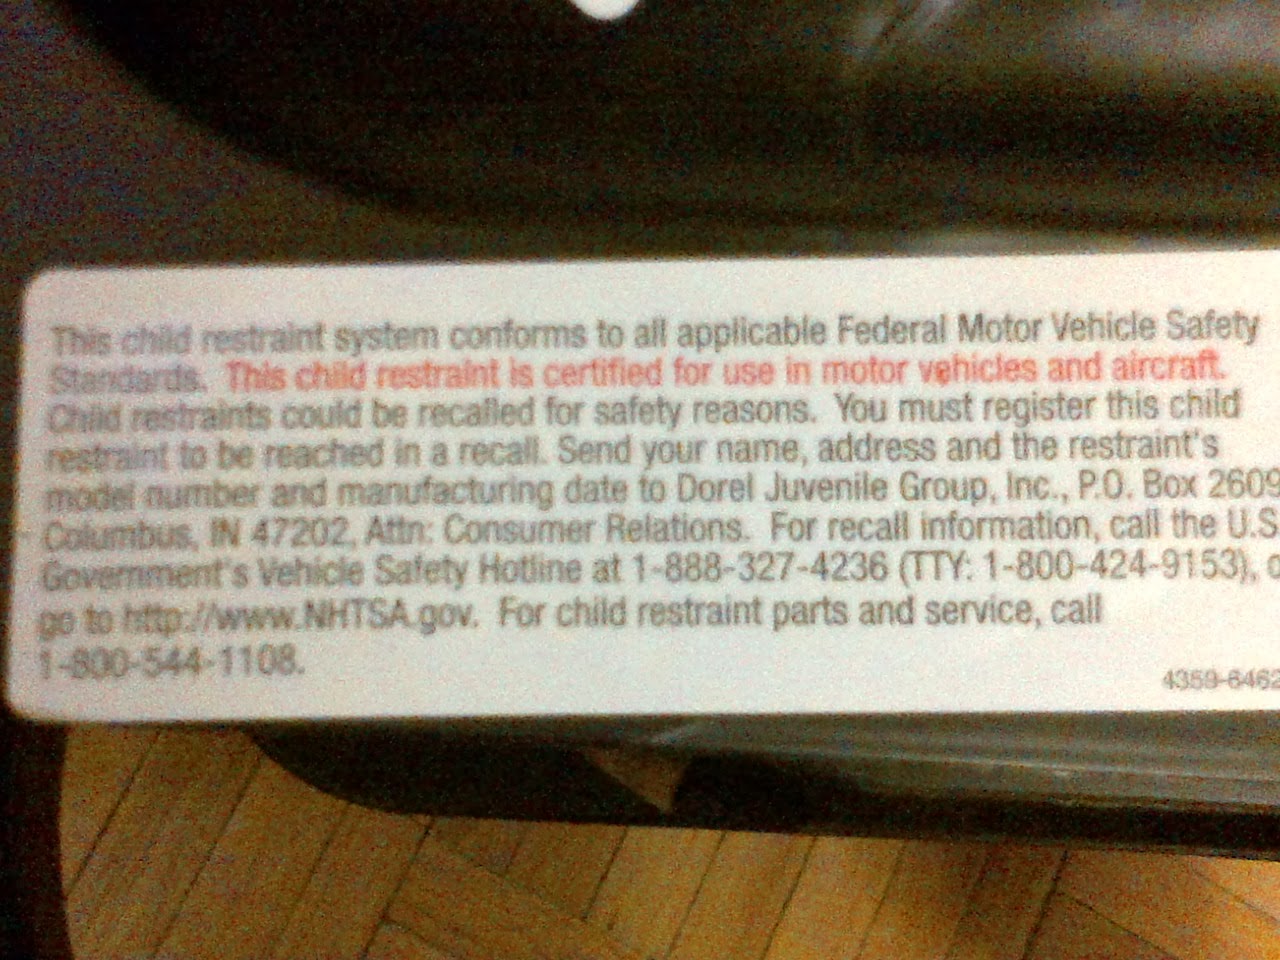 This child restraint system conforms to all applicable Federal Motor Vehicle Safety
Standards. This child restraint is certified for use in motor vehicles and aircraft.
Child restraints could be recalled for safety reasons. You must register this child
restraint to be reached in a recall. Send your name, address and the restraint's
model number and manufacturing date to Dorel Juvenile Group, Inc., P.O. Box 2609
Columbus, IN 47202, Attn: Consumer Relations. For recall information, call the U.S
Government's Vehicle Safety Hotline at 1-888-327-4236 (TTY: 1-800-424-9153), o
go to http://www.NHTSA.gov. For child restraint parts and service, call
1-800-544-1108.
4359-6462